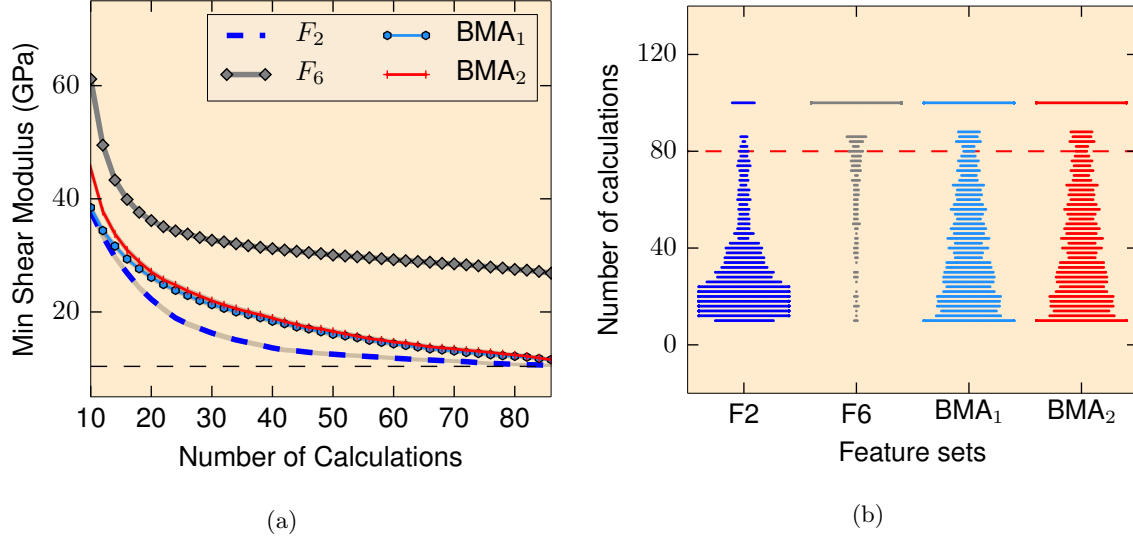 Min Shear Modulus (GPa)
60
40
20
10 20 30 40 50 60 70 80
Number of Calculations
F2 BMA1
F6 BMA2
(a)
Number of calculations
120
80
40
0
F2 F6 BMA1 BMA2
Feature sets
(b)